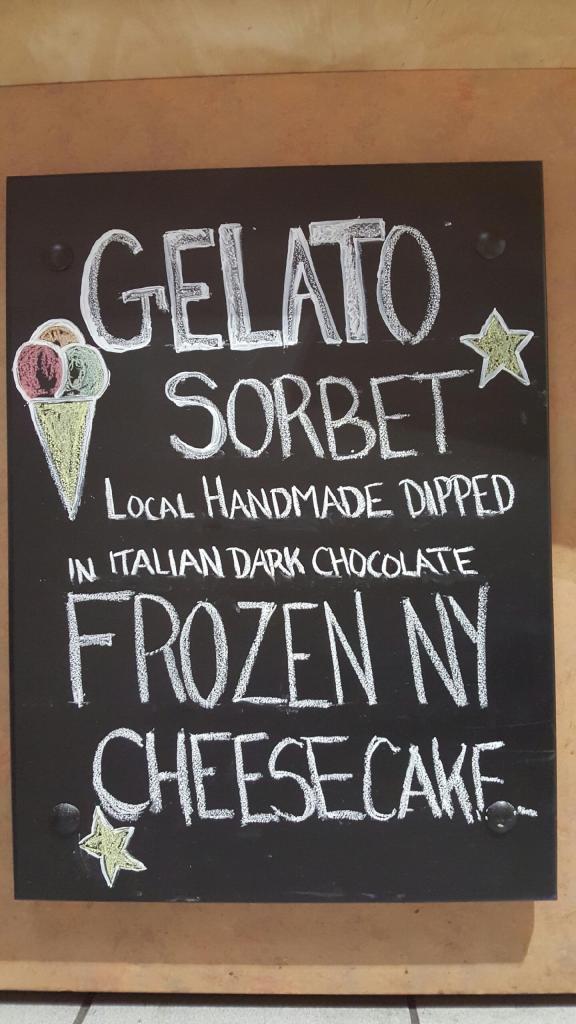 GELATO
SORBET
LOCAL HANDMADE DIPPED
IN ITALIAN DARK CHOCOLATE
FROZEN NY
CHEESECAKE